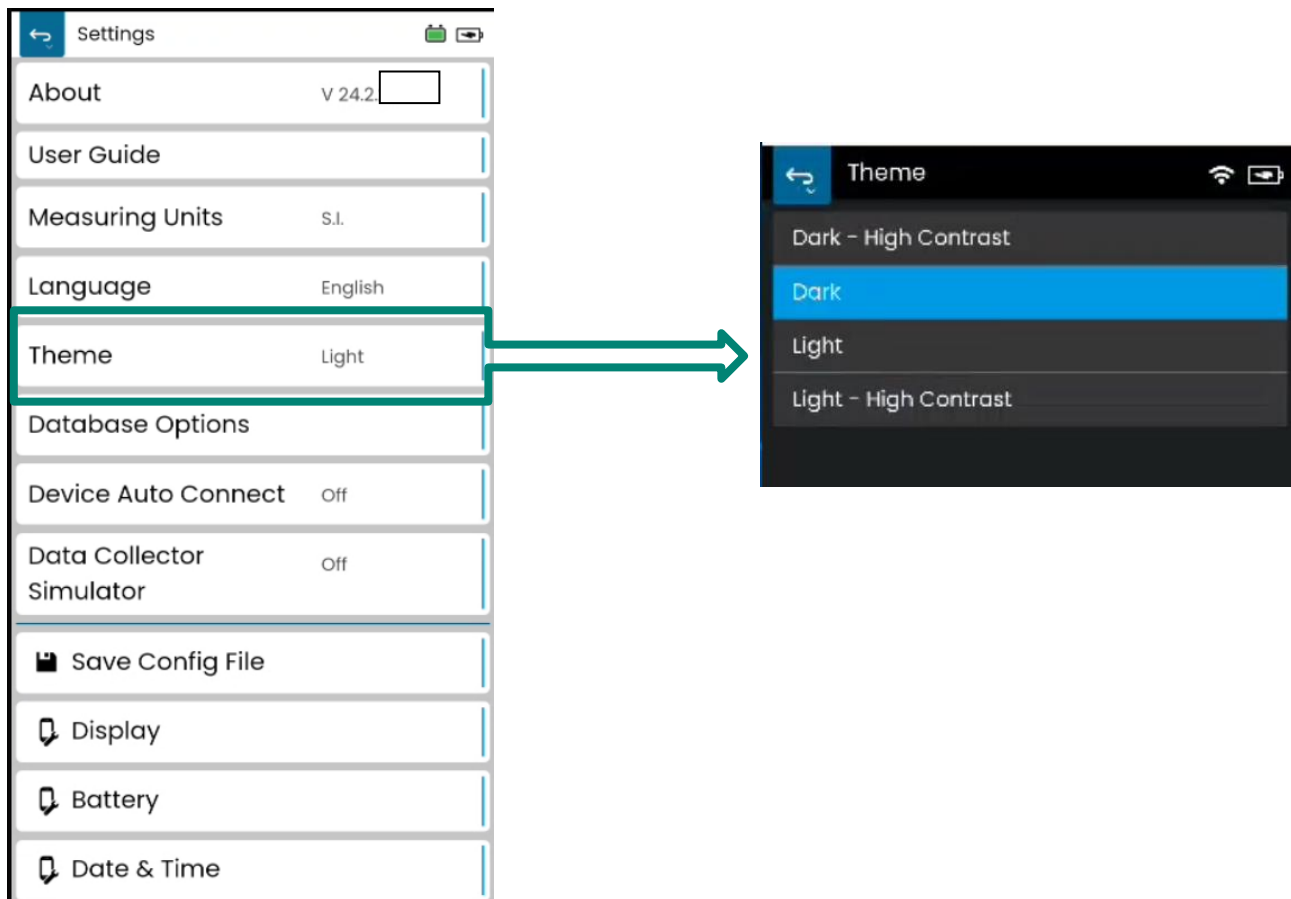 Settings
About V 24.2.
User Guide
Measuring Units S.I.
Language English
Theme Light
Database Options
Device Auto Connect Off
Data Collector Off
Simulator
Save Config File
Display
Battery
Date & Time
Theme
Dark - High Contrast
Dark
Light
Light - High Contrast